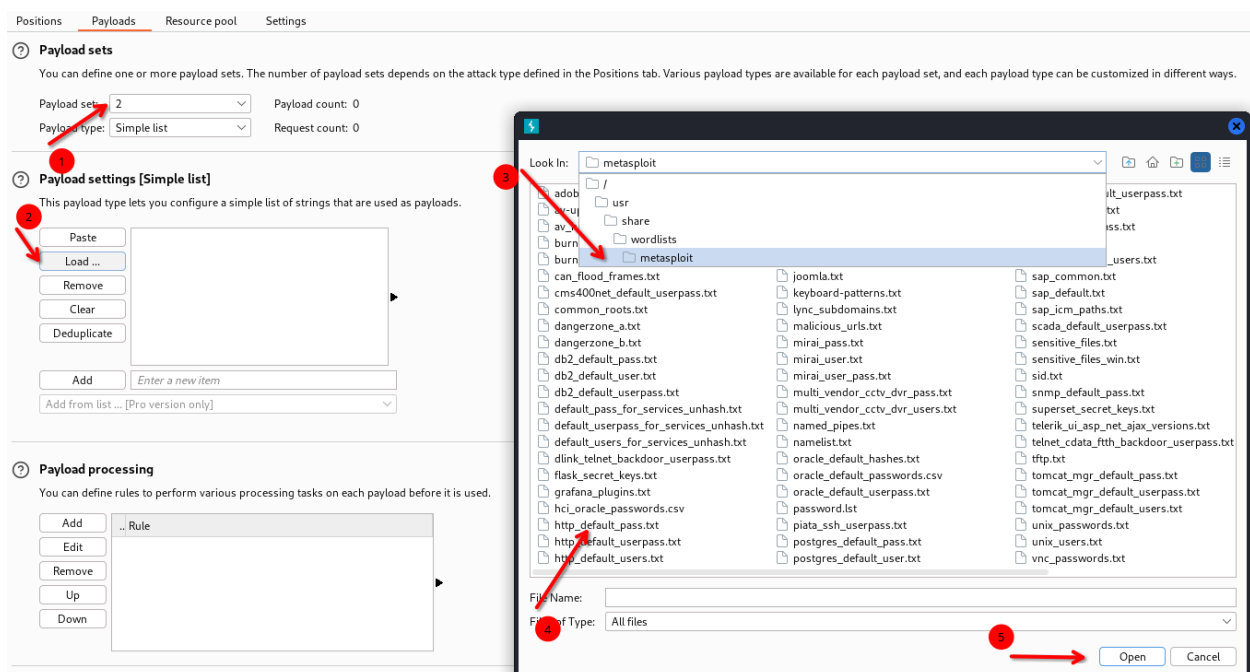 Positions Payloads Resource pool Settings
Payload sets
You can define one or more payload sets. The number of payload sets depends on the attack type defined in the Positions tab. Various payload types are available for each payload set, and each payload type can be customized in different ways.
Payload set: 2 Payload count: 0
Payload type: Simple list Request count: 0
1
Payload settings [Simple list]
This payload type lets you configure a simple list of strings that are used as payloads.
2
Paste
Load ...
Remove
Clear
Deduplicate
Add Enter a new item
Add from list ... [Pro version only]
Payload processing
You can define rules to perform various processing tasks on each payload before it is used.
Add .. Rule
Edit
Remove
Up
Down
Look In: metasploit
3
/
usr
share
wordlists
metasploit
can_flood_frames.txt joomla.txt sap_common.txt
cms400net_default_userpass.txt keyboard-patterns.txt sap_default.txt
common_roots.txt lync_subdomains.txt sap_icm_paths.txt
dangerzone_a.txt malicious_urls.txt scada_default_userpass.txt
dangerzone_b.txt mirai_pass.txt sensitive_files.txt
db2_default_pass.txt mirai_user.txt sensitive_files_win.txt
db2_default_user.txt mirai_user_pass.txt sid.txt
db2_default_userpass.txt multi_vendor_cctv_dvr_pass.txt snmp_default_pass.txt
default_pass_for_services_unhash.txt multi_vendor_cctv_dvr_users.txt superset_secret_keys.txt
default_userpass_for_services_unhash.txt named_pipes.txt telerik_ui_asp_net_ajax_versions.txt
default_users_for_services_unhash.txt namelist.txt telnet_cdata_ftth_backdoor_userpass.txt
dlink_telnet_backdoor_userpass.txt oracle_default_hashes.txt tftp.txt
flask_secret_keys.txt oracle_default_passwords.csv tomcat_mgr_default_pass.txt
grafana_plugins.txt oracle_default_userpass.txt tomcat_mgr_default_userpass.txt
hci_oracle_passwords.csv password.lst tomcat_mgr_default_users.txt
http_default_pass.txt piata_ssh_userpass.txt unix_passwords.txt
http_default_userpass.txt postgres_default_pass.txt unix_users.txt
http_default_users.txt postgres_default_user.txt vnc_passwords.txt
File Name:
Files of Type: All files
4
5
Open Cancel